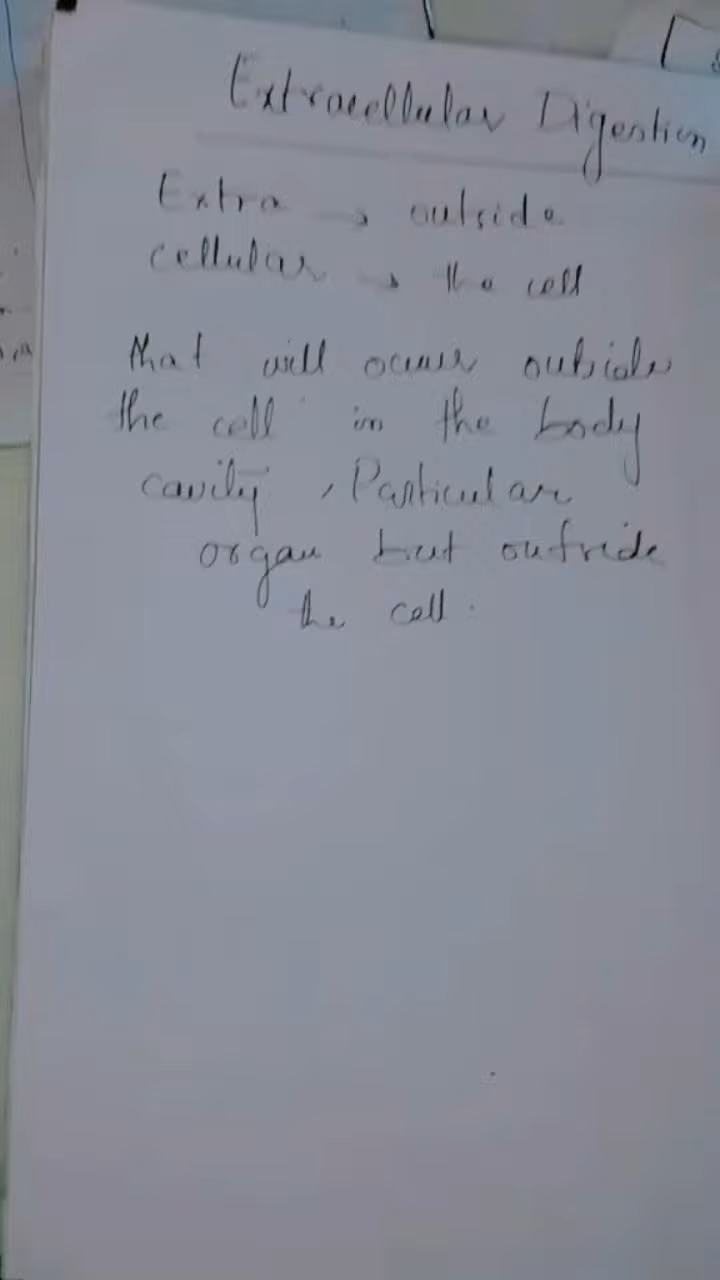 Extracellular Digestion
Extra → outside
cellular → the cell
that will occur outside
the cell in the body
cavity, Particular
organ but outside
the cell.